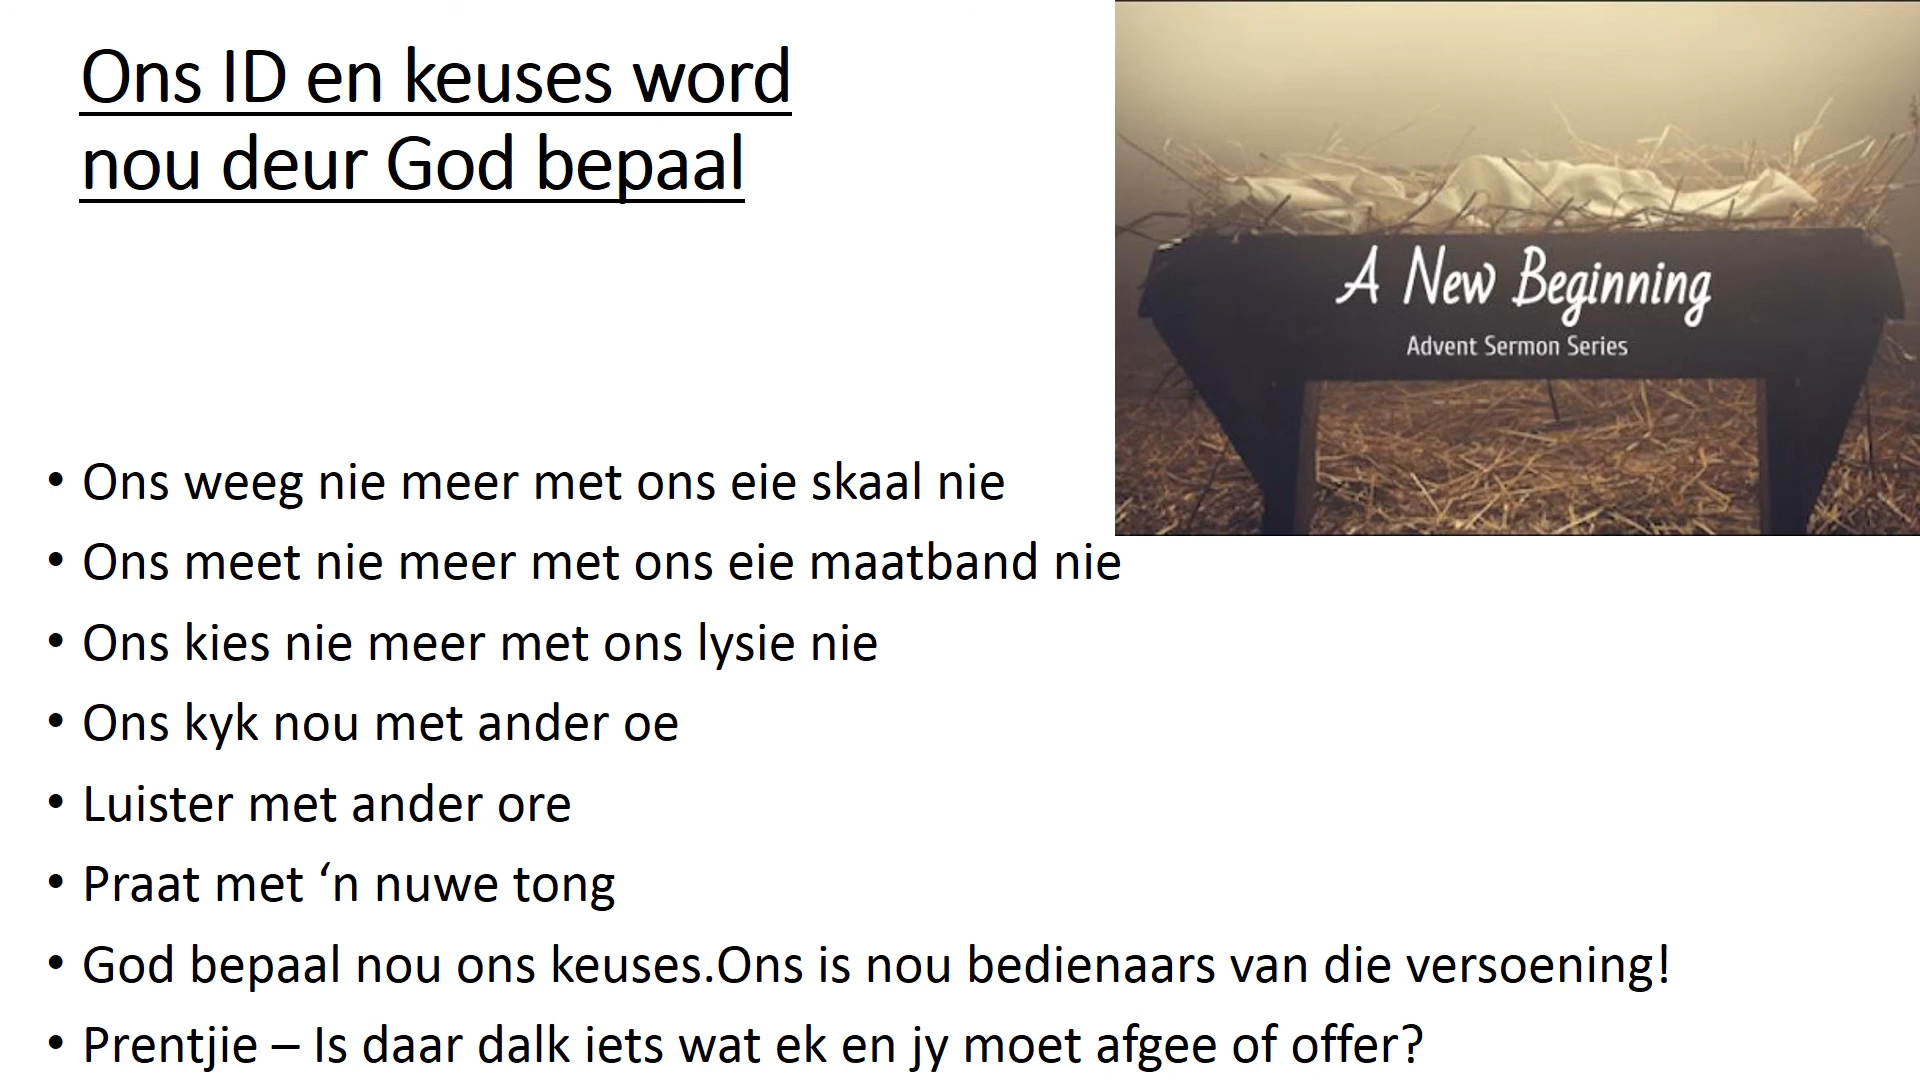 Ons ID en keuses word
nou deur God bepaal
A New Beginning
Advent Sermon Series
• Ons weeg nie meer met ons eie skaal nie
• Ons meet nie meer met ons eie maatband nie
• Ons kies nie meer met ons lysie nie
• Ons kyk nou met ander oe
• Luister met ander ore
• Praat met ‘n nuwe tong
• God bepaal nou ons keuses.Ons is nou bedienaars van die versoening!
• Prentjie – Is daar dalk iets wat ek en jy moet afgee of offer?